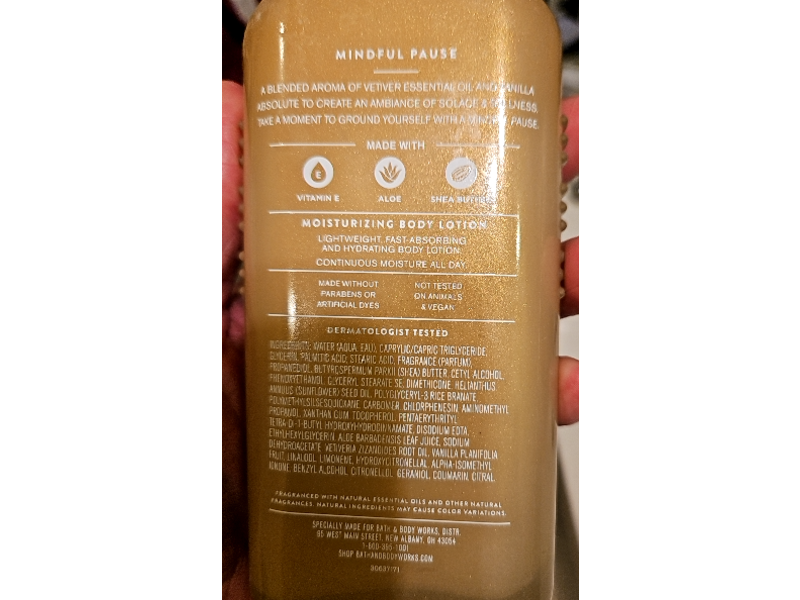 MINDFUL PAUSE
A BLENDED AROMA OF VETIVER ESSENTIAL OIL AND VANILLA
ABSOLUTE TO CREATE AN AMBIANCE OF SOLACE & STILLNESS.
TAKE A MOMENT TO GROUND YOURSELF WITH A MINDFUL PAUSE.
MADE WITH
E
VITAMIN E ALOE SHEA BUTTER
MOISTURIZING BODY LOTION
LIGHTWEIGHT, FAST-ABSORBING
AND HYDRATING BODY LOTION.
CONTINUOUS MOISTURE ALL DAY.
MADE WITHOUT
PARABENS OR
ARTIFICIAL DYES
NOT TESTED
ON ANIMALS
& VEGAN
DERMATOLOGIST TESTED
INGREDIENTS: WATER (AQUA, EAU), CAPRYLIC/CAPRIC TRIGLYCERIDE,
GLYCERIN, PALMITIC ACID, STEARIC ACID, FRAGRANCE (PARFUM),
PROPANEDIOL, BUTYROSPERMUM PARKII (SHEA) BUTTER, CETYL ALCOHOL,
PHENOXYETHANOL, GLYCERYL STEARATE SE, DIMETHICONE, HELIANTHUS
ANNUUS (SUNFLOWER) SEED OIL, POLYGLYCERYL-3 RICE BRANATE,
POLYMETHYLSILSESQUIOXANE, CARBOMER, CHLORPHENESIN, AMINOMETHYL
PROPANOL, XANTHAN GUM, TOCOPHEROL, PENTAERYTHRITYL
TETRA-DI-T-BUTYL HYDROXYHYDROCINNAMATE, DISODIUM EDTA,
ETHYLHEXYLGLYCERIN, ALOE BARBADENSIS LEAF JUICE, SODIUM
DEHYDROACETATE, VETIVERIA ZIZANOIDES ROOT OIL, VANILLA PLANIFOLIA
FRUIT, LINALOOL, LIMONENE, HYDROXYCITRONELLAL, ALPHA-ISOMETHYL
IONONE, BENZYL ALCOHOL, CITRONELLOL, GERANIOL, COUMARIN, CITRAL.
FRAGRANCED WITH NATURAL ESSENTIAL OILS AND OTHER NATURAL
FRAGRANCES. NATURAL INGREDIENTS MAY CAUSE COLOR VARIATIONS.
SPECIALLY MADE FOR BATH & BODY WORKS, DISTR.
95 WEST MAIN STREET, NEW ALBANY, OH 43054
1-800-395-1001
SHOP BATHANDBODYWORKS.COM